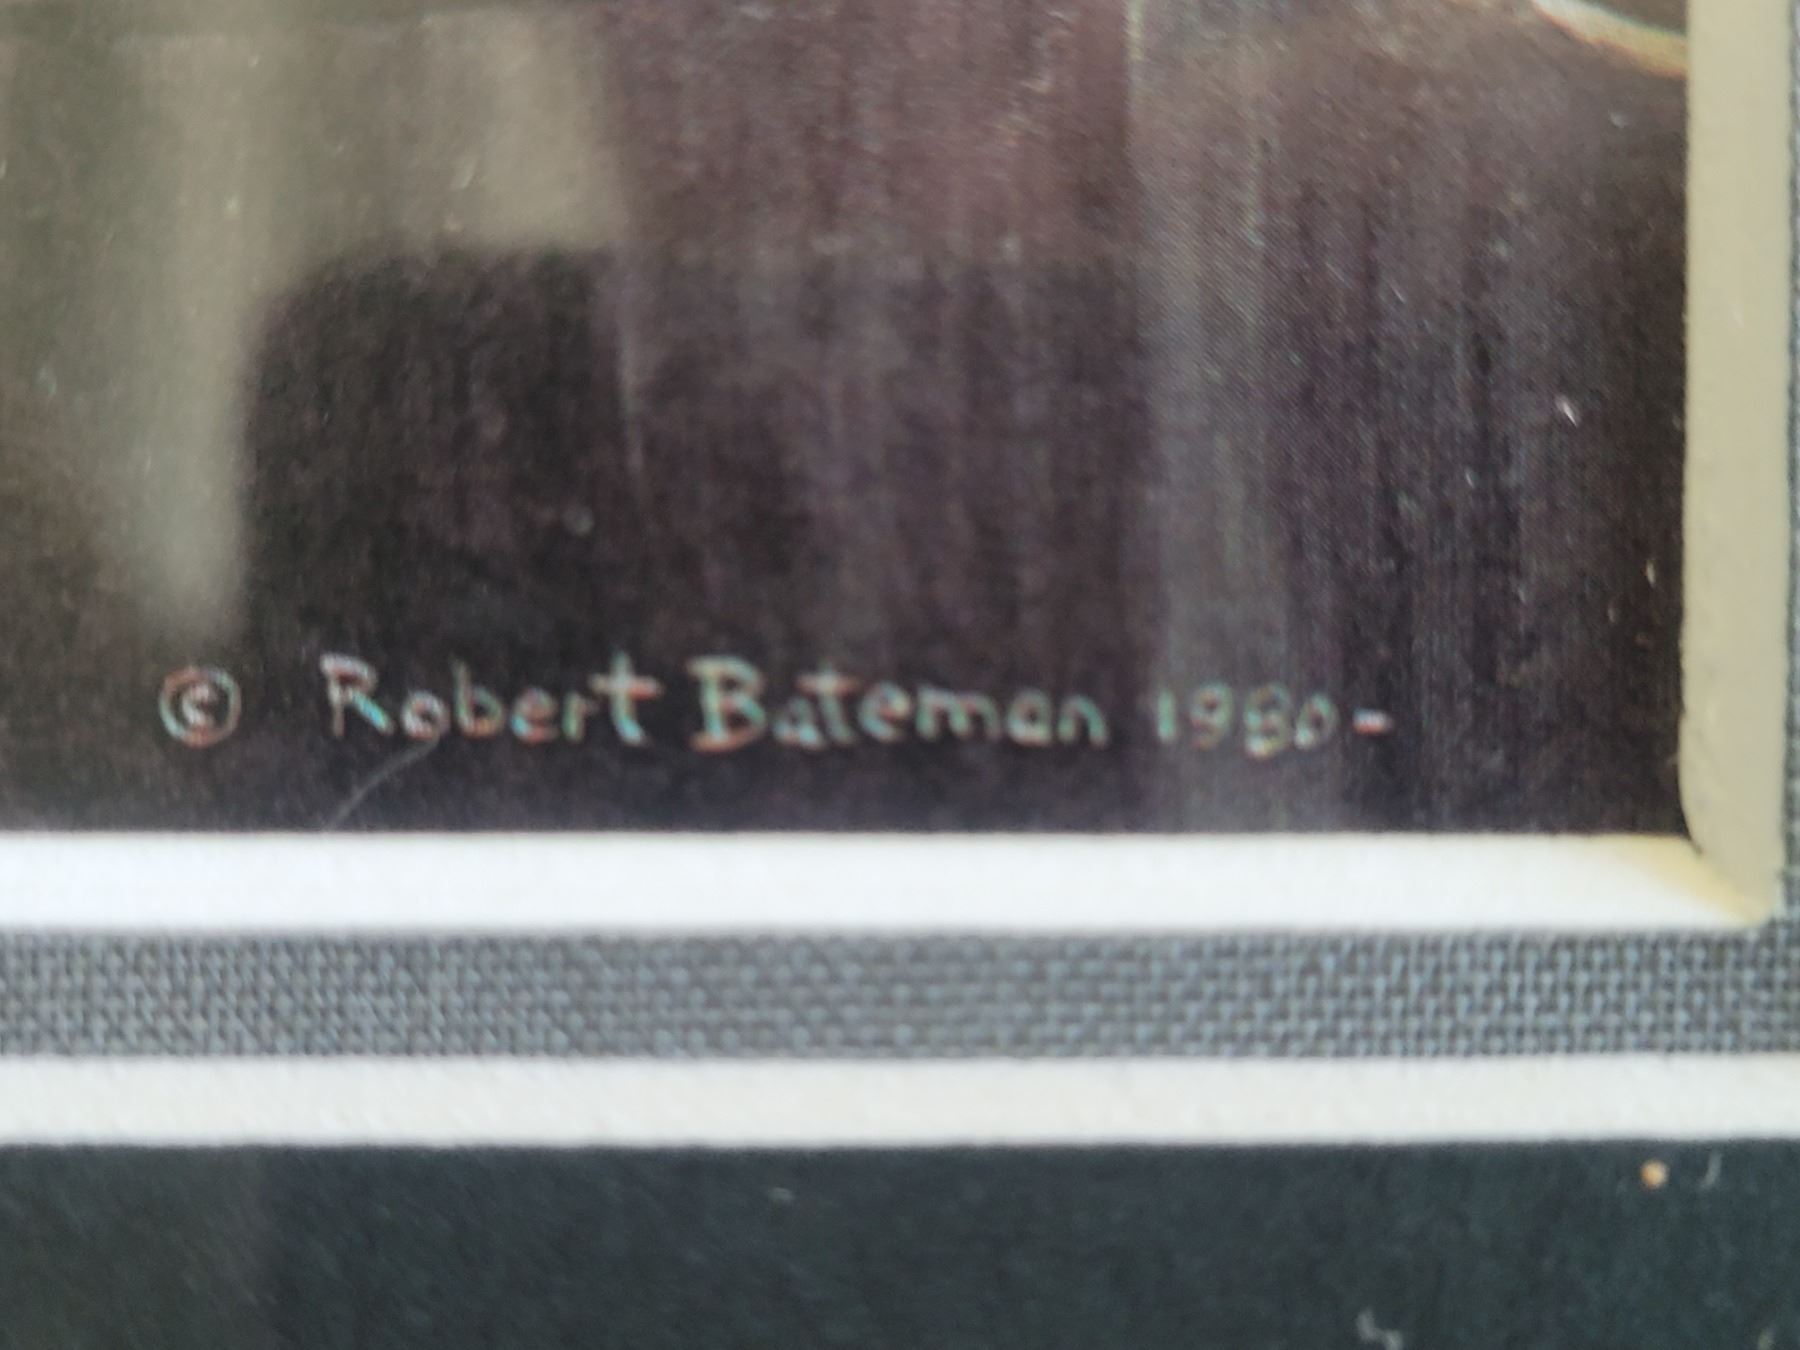 © Robert Bateman 1980-